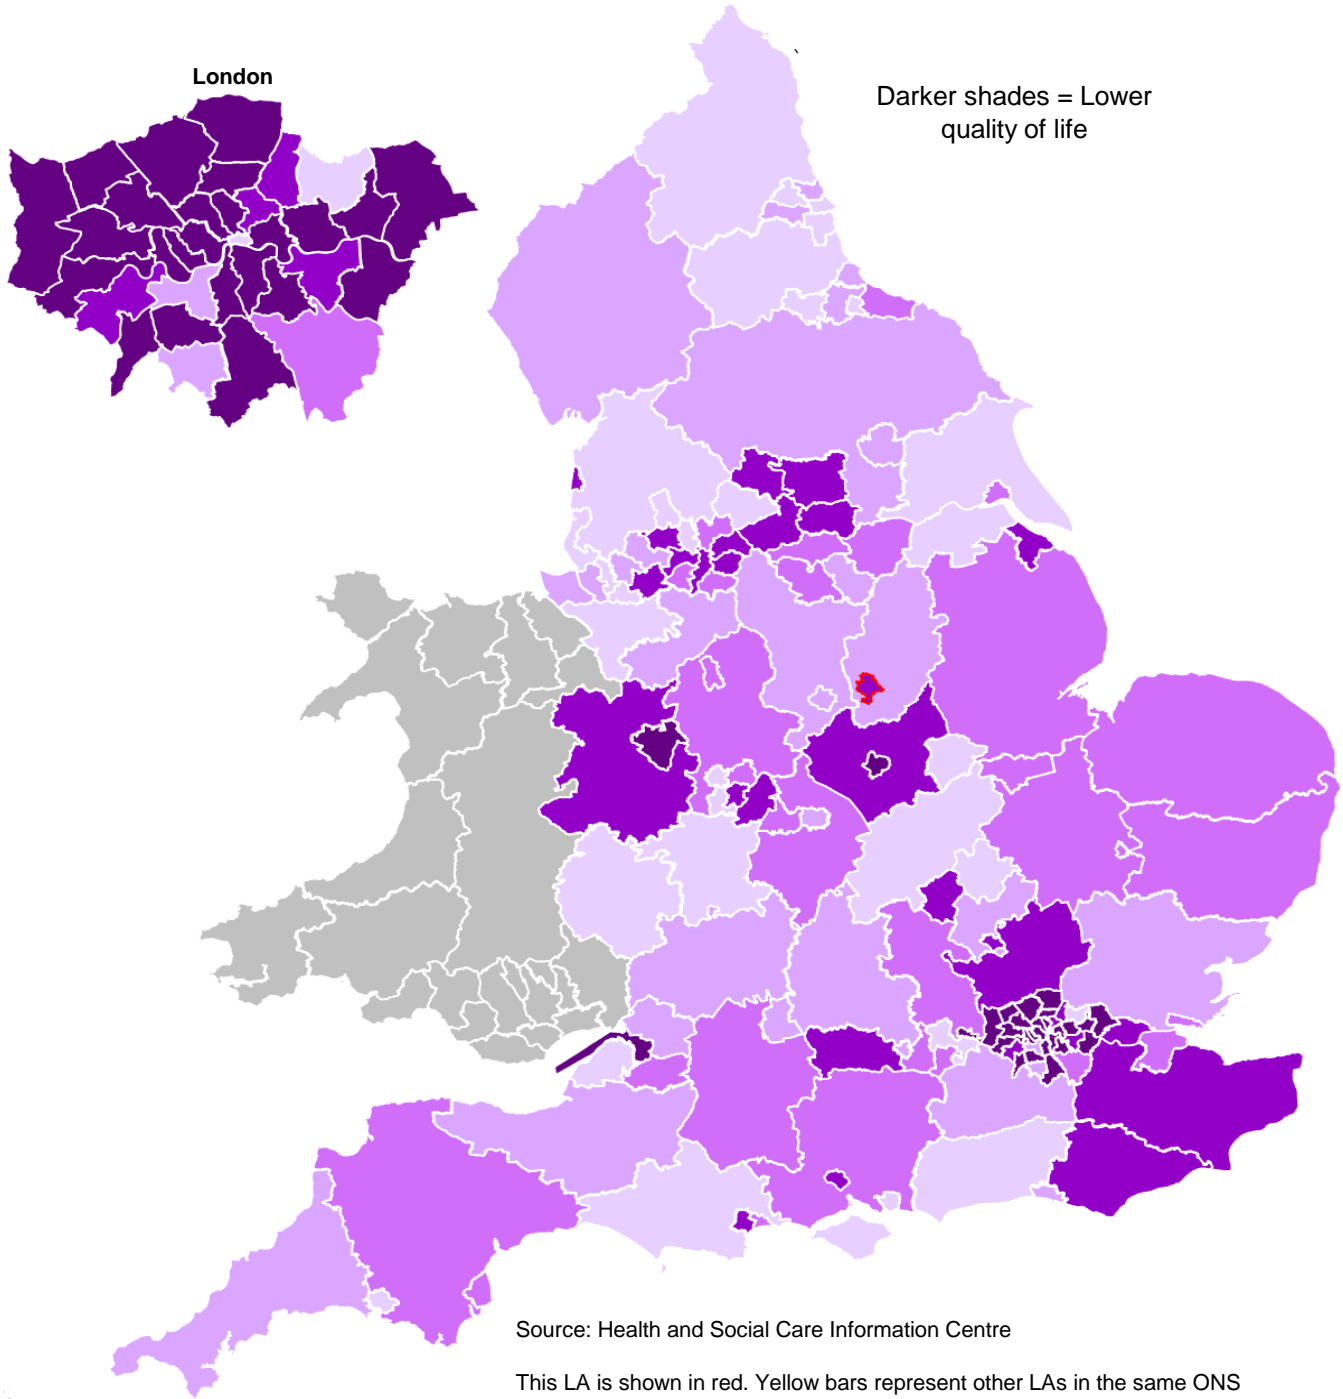 London
Darker shades = Lower
quality of life
`
Source: Health and Social Care Information Centre
This LA is shown in red. Yellow bars represent other LAs in the same ONS